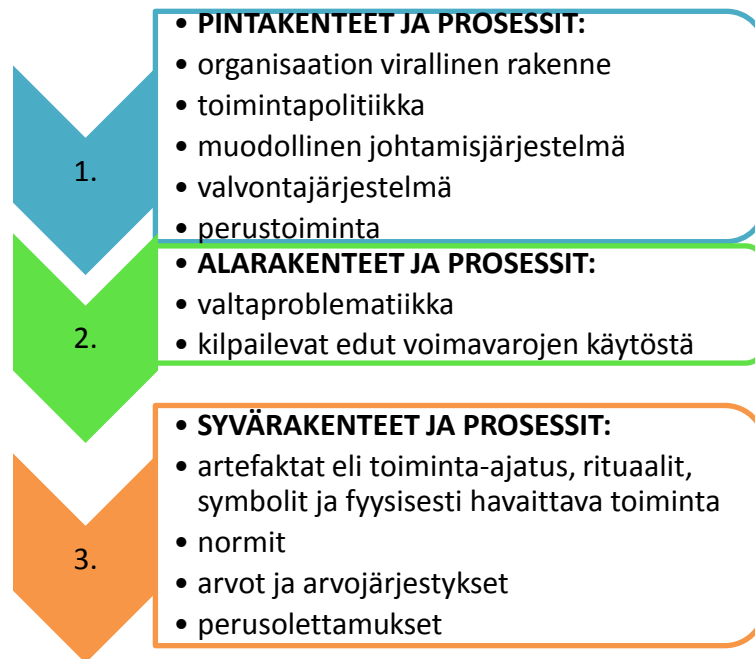 1.
• PINTAKENTEET JA PROSESSIT:
• organisaation virallinen rakenne
• toimintapolitiikka
• muodollinen johtamisjärjestelmä
• valvontajärjestelmä
• perustoiminta
2.
• ALARAKENTEET JA PROSESSIT:
• valtaproblematiikka
• kilpailevat edut voimavarojen käytöstä
3.
• SYVÄRAKENTEET JA PROSESSIT:
• artefaktat eli toiminta-ajatus, rituaalit,
symbolit ja fyysisesti havaittava toiminta
• normit
• arvot ja arvojärjestykset
• perusolettamukset